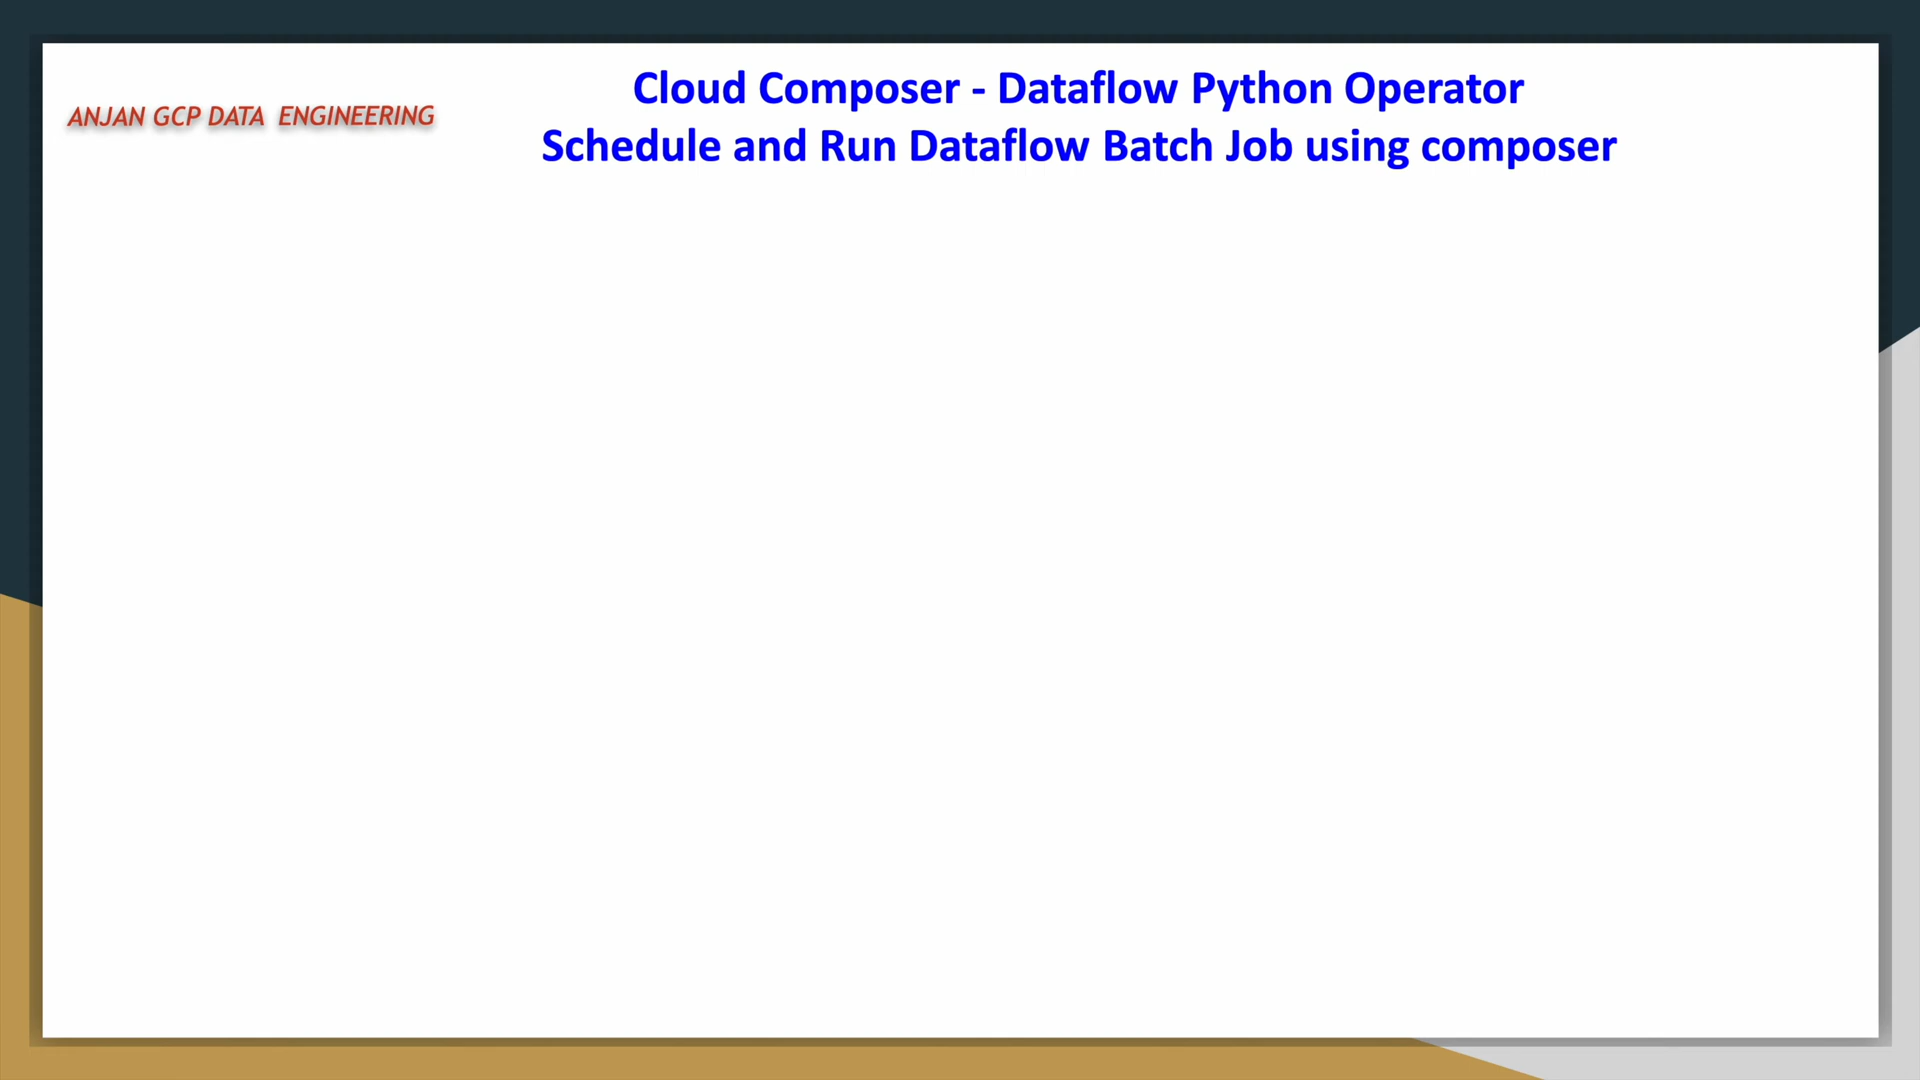 ANJAN GCP DATA ENGINEERING
Cloud Composer - Dataflow Python Operator
Schedule and Run Dataflow Batch Job using composer